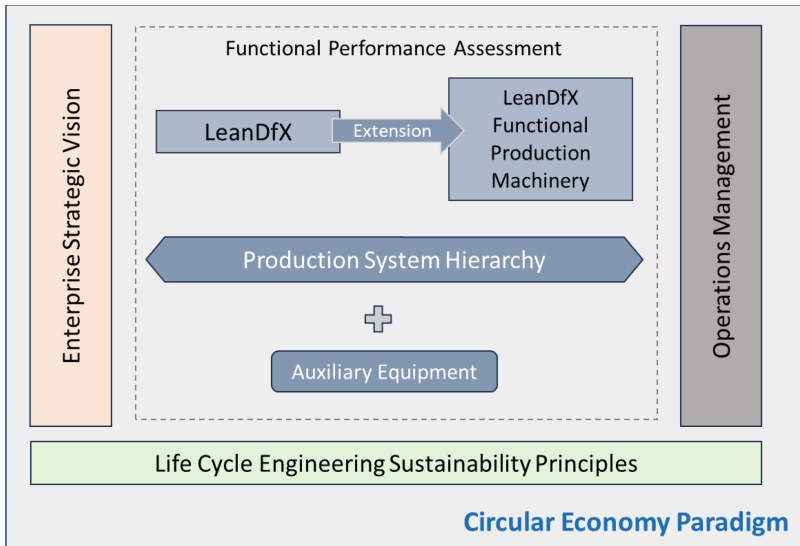 Enterprise Strategic Vision
Functional Performance Assessment
LeanDfX
Extension
LeanDfX
Functional
Production
Machinery
Production System Hierarchy
Auxiliary Equipment
Operations Management
Life Cycle Engineering Sustainability Principles
Circular Economy Paradigm